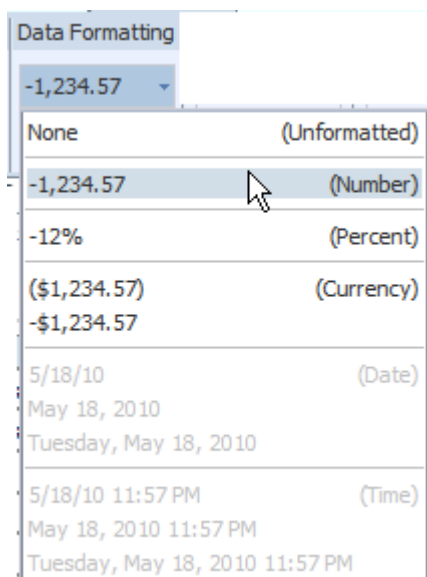 Data Formatting
-1,234.57
None (Unformatted)
-1,234.57 (Number)
-12% (Percent)
($1,234.57) (Currency)
-$1,234.57
5/18/10 (Date)
May 18, 2010
Tuesday, May 18, 2010
5/18/10 11:57 PM (Time)
May 18, 2010 11:57 PM
Tuesday, May 18, 2010 11:57 PM